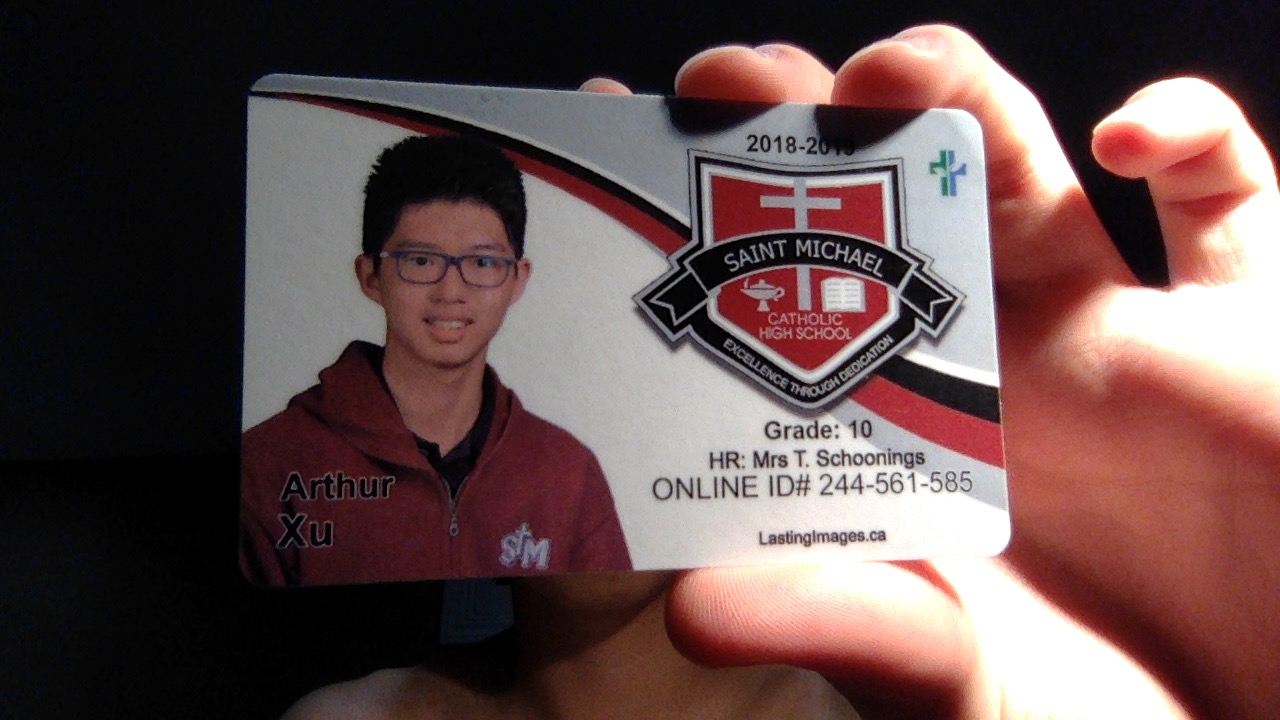 2018-2019
SAINT MICHAEL
CATHOLIC
HIGH SCHOOL
EXCELLENCE THROUGH DEDICATION
Grade: 10
HR: Mrs T. Schoonings
ONLINE ID# 244-561-585
LastingImages.ca
Arthur
Xu
STM